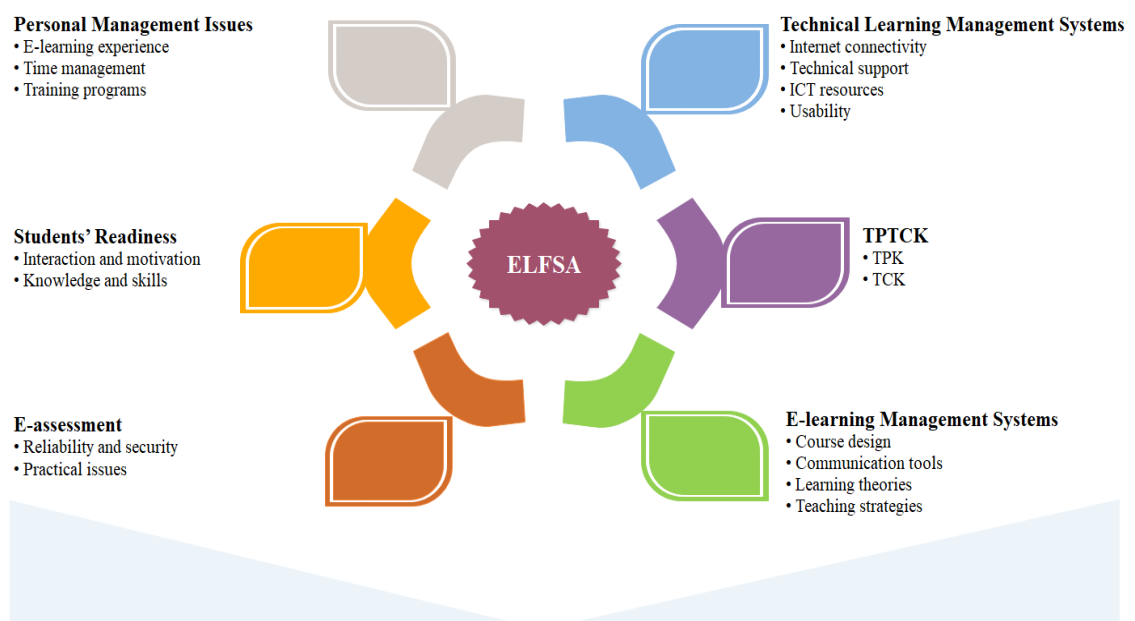 Personal Management Issues
• E-learning experience
• Time management
• Training programs
Technical Learning Management Systems
• Internet connectivity
• Technical support
• ICT resources
• Usability
Students’ Readiness
• Interaction and motivation
• Knowledge and skills
ELFSA
TPTCK
• TPK
• TCK
E-assessment
• Reliability and security
• Practical issues
E-learning Management Systems
• Course design
• Communication tools
• Learning theories
• Teaching strategies